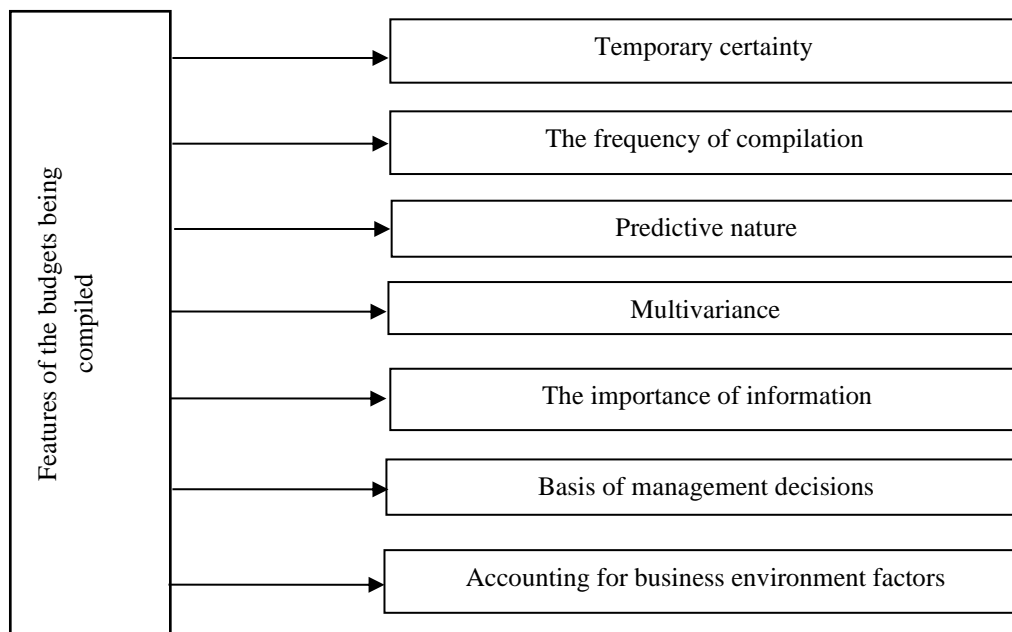 Features of the budgets being
compiled
Temporary certainty
The frequency of compilation
Predictive nature
Multivariance
The importance of information
Basis of management decisions
Accounting for business environment factors